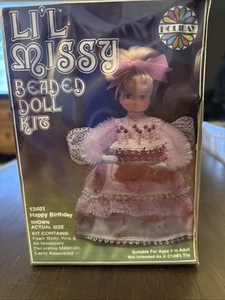 LI'L
MISSY
BEADED
DOLL
KIT
HOLIDAY
13401
Happy Birthday
SHOWN
ACTUAL SIZE
KIT CONTAINS:
Foam Body, Pins &
All Necessary
Decorative Materials
Easily Assembled
Suitable For Ages 8 to Adult
Not Intended As A Child's Toy